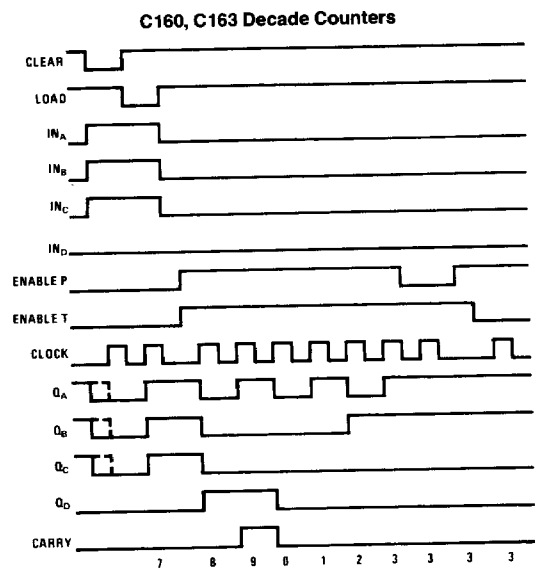 C160, C163 Decade Counters
CLEAR
LOAD
INA
INB
INC
IND
ENABLE P
ENABLE T
CLOCK
QA
QB
QC
QD
CARRY
7 8 9 0 1 2 3 3 3 3